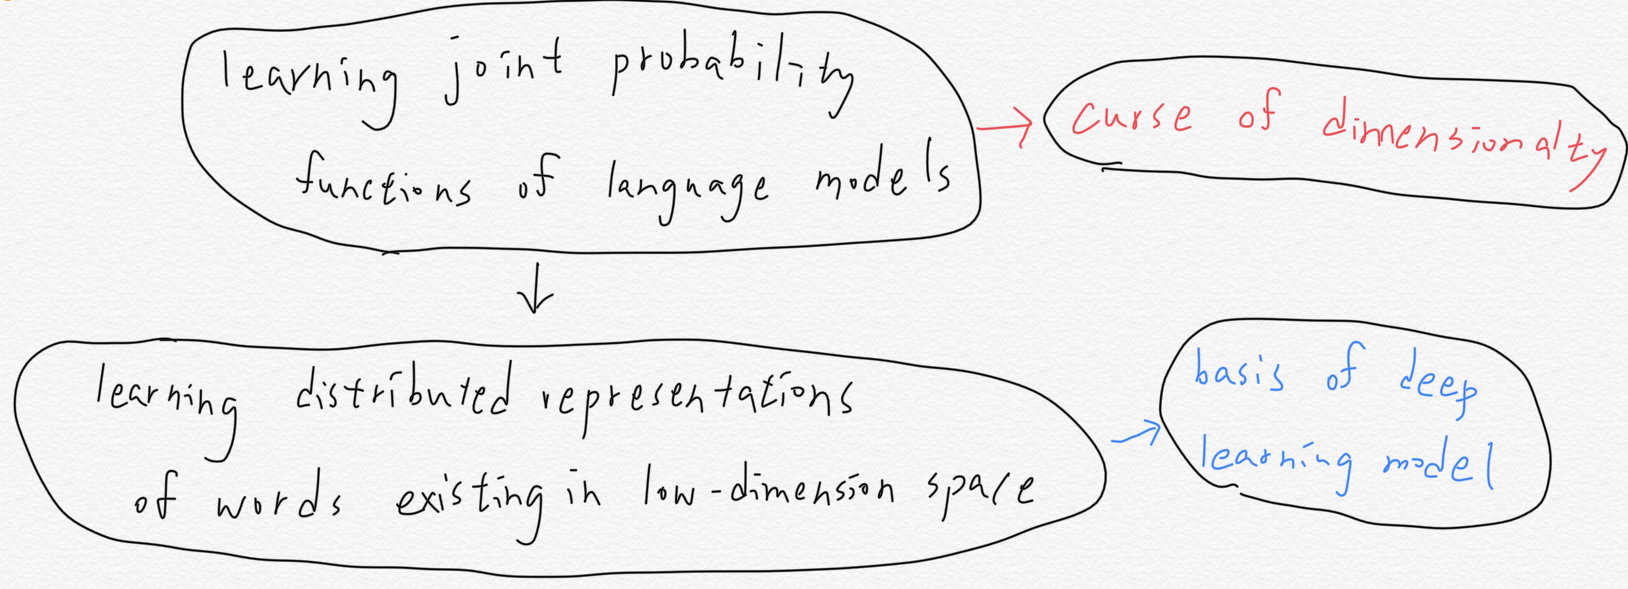 learning joint probability
functions of language models
curse of dimensionalty
learning distributed representations
of words existing in low-dimension space
basis of deep
learning model